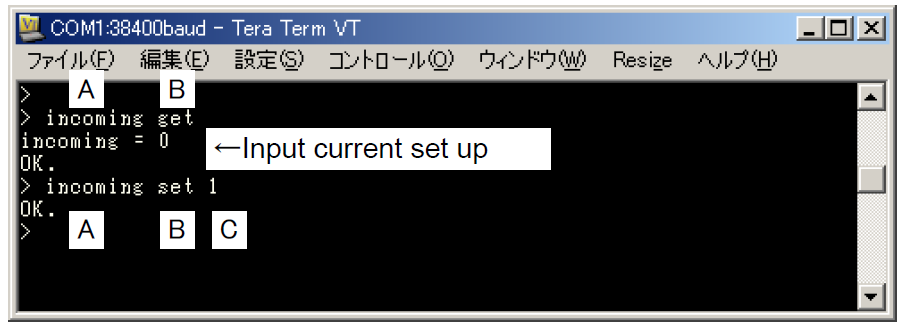 COM1:38400baud - Tera Term VT
ファイル(F) 編集(E) 設定(S) コントロール(O) ウィンドウ(W) Resize ヘルプ(H)
> A B
> incoming get
incoming = 0
←Input current set up
OK.
> incoming set 1
OK.
> A B C